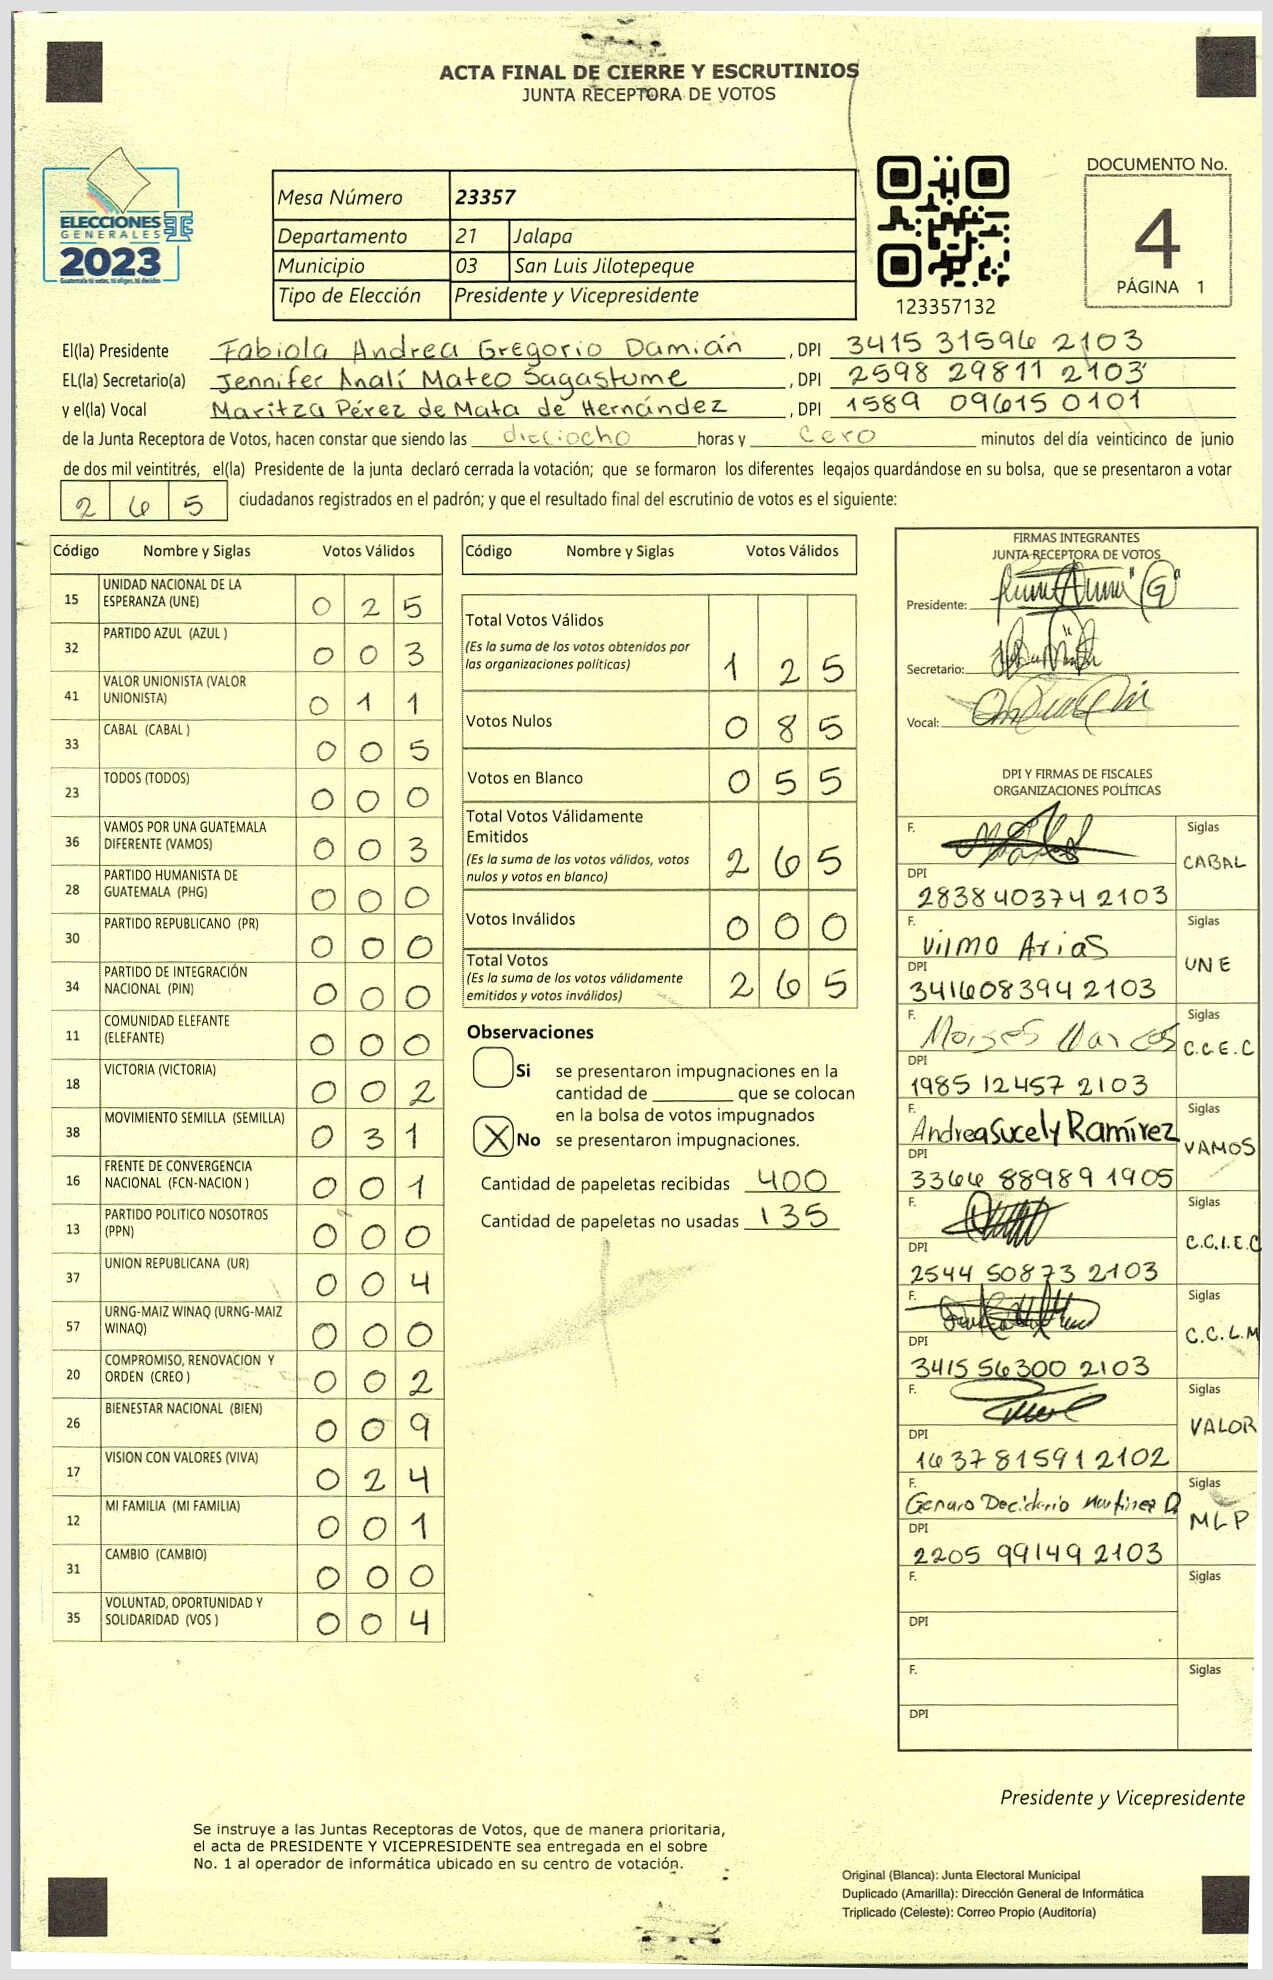 ACTA FINAL DE CIERRE Y ESCRUTINIOS
JUNTA RECEPTORA DE VOTOS
ELECCIONES
GENERALES
2023
Guatemala tú votas, tú eliges, tú decides
Mesa Número 23357
Departamento 21 Jalapa
Municipio 03 San Luis Jilotepeque
Tipo de Elección Presidente y Vicepresidente
123357132
DOCUMENTO No.
4
PÁGINA 1
El(la) Presidente Fabiola Andrea Gregorio Damián, DPI 3415 31596 2103
EL(la) Secretario(a) Jennifer Analí Mateo Sagastume, DPI 2598 29811 2103
y el(la) Vocal Maritza Pérez de Mata de Hernández, DPI 1589 09615 0101
de la Junta Receptora de Votos, hacen constar que siendo las dieciocho horas y cero minutos del día veinticinco de junio
de dos mil veintitrés, el(la) Presidente de la junta declaró cerrada la votación; que se formaron los diferentes legajos quardándose en su bolsa, que se presentaron a votar
2 6 5 ciudadanos registrados en el padrón; y que el resultado final del escrutinio de votos es el siguiente:
Código Nombre y Siglas Votos Válidos
15 UNIDAD NACIONAL DE LA ESPERANZA (UNE) 0 2 5
32 PARTIDO AZUL (AZUL ) 0 0 3
41 VALOR UNIONISTA (VALOR UNIONISTA) 0 1 1
33 CABAL (CABAL ) 0 0 5
23 TODOS (TODOS) 0 0 0
36 VAMOS POR UNA GUATEMALA DIFERENTE (VAMOS) 0 0 3
28 PARTIDO HUMANISTA DE GUATEMALA (PHG) 0 0 0
30 PARTIDO REPUBLICANO (PR) 0 0 0
34 PARTIDO DE INTEGRACIÓN NACIONAL (PIN) 0 0 0
11 COMUNIDAD ELEFANTE (ELEFANTE) 0 0 0
18 VICTORIA (VICTORIA) 0 0 2
38 MOVIMIENTO SEMILLA (SEMILLA) 0 3 1
16 FRENTE DE CONVERGENCIA NACIONAL (FCN-NACION ) 0 0 1
13 PARTIDO POLITICO NOSOTROS (PPN) 0 0 0
37 UNION REPUBLICANA (UR) 0 0 4
57 URNG-MAIZ WINAQ (URNG-MAIZ WINAQ) 0 0 0
20 COMPROMISO, RENOVACION Y ORDEN (CREO ) 0 0 2
26 BIENESTAR NACIONAL (BIEN) 0 0 9
17 VISION CON VALORES (VIVA) 0 2 4
12 MI FAMILIA (MI FAMILIA) 0 0 1
31 CAMBIO (CAMBIO) 0 0 0
35 VOLUNTAD, OPORTUNIDAD Y SOLIDARIDAD (VOS ) 0 0 4
Código Nombre y Siglas Votos Válidos
Total Votos Válidos
(Es la suma de los votos obtenidos por
las organizaciones políticas) 1 2 5
Votos Nulos 0 8 5
Votos en Blanco 0 5 5
Total Votos Válidamente
Emitidos
(Es la suma de los votos válidos, votos
nulos y votos en blanco) 2 6 5
Votos Inválidos 0 0 0
Total Votos
(Es la suma de los votos válidamente
emitidos y votos inválidos) 2 6 5
Observaciones
Si se presentaron impugnaciones en la
cantidad de ________ que se colocan
en la bolsa de votos impugnados
X No se presentaron impugnaciones.
Cantidad de papeletas recibidas 400
Cantidad de papeletas no usadas 135
FIRMAS INTEGRANTES
JUNTA RECEPTORA DE VOTOS
Presidente:
Secretario:
Vocal:
DPI Y FIRMAS DE FISCALES
ORGANIZACIONES POLÍTICAS
F. Siglas
CABAL
DPI
2838 40374 2103
F. Vilma Arias Siglas
UNE
DPI
341608394 2103
F. Moises Marcos Siglas
C.C.E.C
DPI
1985 12457 2103
F. Andrea Sucely Ramírez Siglas
VAMOS
DPI
3366 88989 1905
F. Siglas
C.C.I.E.C
DPI
2544 50873 2103
F. Siglas
C.C.L.M
DPI
3415 56300 2103
F. Siglas
VALOR
DPI
1637 81591 2102
F. Genaro Deciderio Martinez D. Siglas
MLP
DPI
2205 99149 2103
F. Siglas
DPI
F. Siglas
DPI
Presidente y Vicepresidente
Se instruye a las Juntas Receptoras de Votos, que de manera prioritaria,
el acta de PRESIDENTE Y VICEPRESIDENTE sea entregada en el sobre
No. 1 al operador de informática ubicado en su centro de votación.
Original (Blanca): Junta Electoral Municipal
Duplicado (Amarilla): Dirección General de Informática
Triplicado (Celeste): Correo Propio (Auditoría)